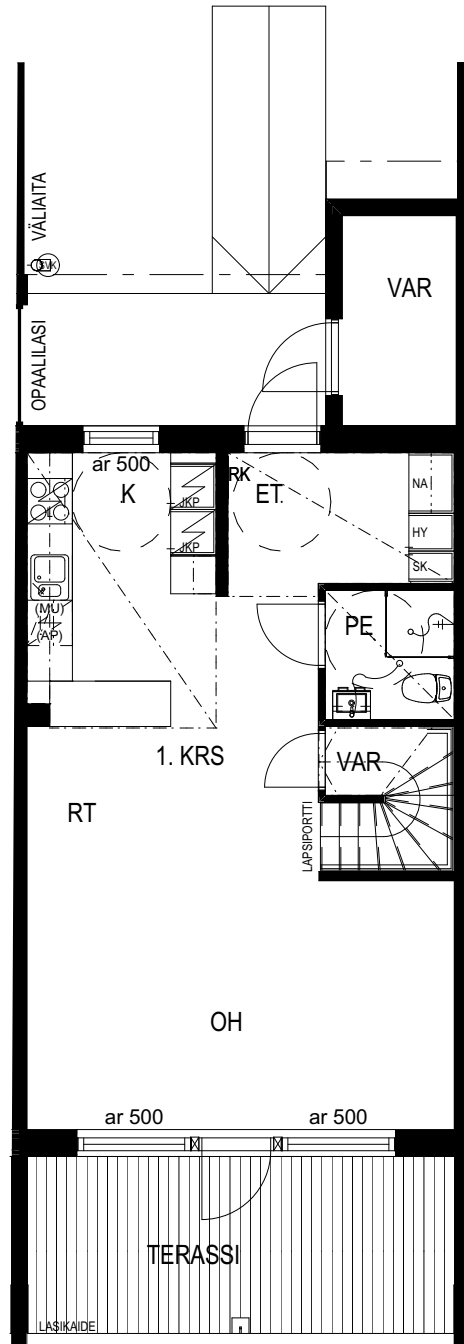 VÄLIAITA
VAR
OPAALILASI
ar 500
K
JKP
JKP
RK
ET.
NA
HY
SK
L
(MU)
(AP)
PE
1. KRS
VAR
RT
LAPSIPORTTI
OH
ar 500
ar 500
TERASSI
LASIKAIDE